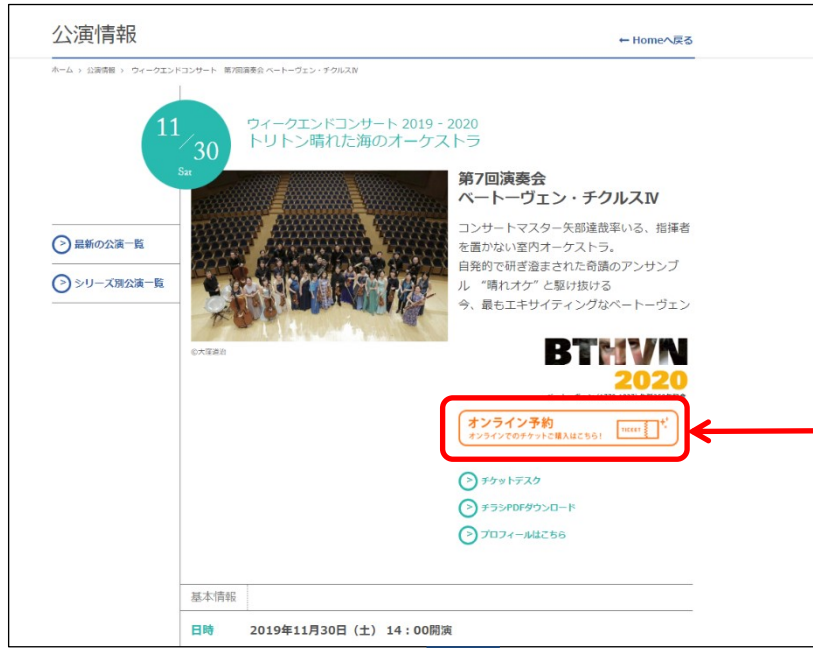 公演情報
← Homeへ戻る
ホーム › 公演情報 › ウィークエンドコンサート 第7回演奏会 ベートーヴェン・チクルスⅣ
11/30
Sat
ウィークエンドコンサート 2019 - 2020
トリトン晴れた海のオーケストラ
最新の公演一覧
シリーズ別公演一覧
©大窪道治
第7回演奏会
ベートーヴェン・チクルスⅣ
コンサートマスター矢部達哉率いる、指揮者
を置かない室内オーケストラ。
自発的で研ぎ澄まされた奇蹟のアンサンブ
ル “晴れオケ” と駆け抜ける
今、最もエキサイティングなベートーヴェン
BTHVN
2020
オンライン予約
オンラインでのチケットご購入はこちら!
TICKET
チケットデスク
チラシPDFダウンロード
プロフィールはこちら
基本情報
日時 2019年11月30日（土） 14：00開演